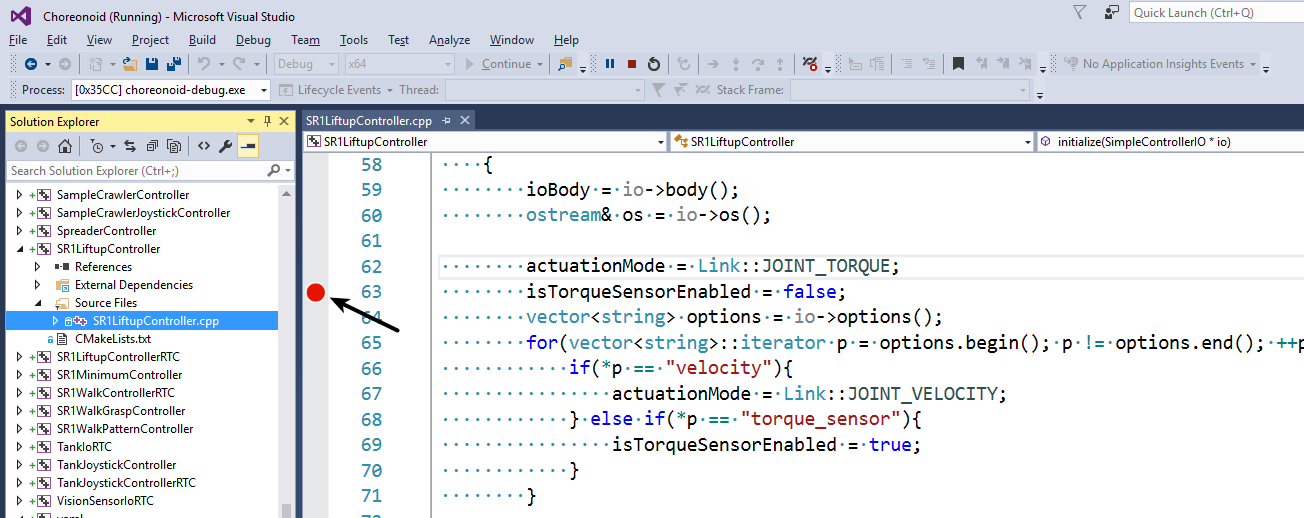 Choreonoid (Running) - Microsoft Visual Studio
Quick Launch (Ctrl+Q)
File Edit View Project Build Debug Team Tools Test Analyze Window Help
Debug x64 Continue No Application Insights Events
Process: [0x35CC] choreonoid-debug.exe Lifecycle Events Thread: Stack Frame:
Solution Explorer
Search Solution Explorer (Ctrl+;)
SampleCrawlerController
SampleCrawlerJoystickController
SpreaderController
SR1LiftupController
References
External Dependencies
Source Files
SR1LiftupController.cpp
CMakeLists.txt
SR1LiftupControllerRTC
SR1MinimumController
SR1WalkControllerRTC
SR1WalkGraspController
SR1WalkPatternController
TankIoRTC
TankJoystickController
TankJoystickControllerRTC
VisionSensorIoRTC
SR1LiftupController.cpp
SR1LiftupController SR1LiftupController initialize(SimpleControllerIO * io)
58 ····{
59 ········ioBody·=·io->body();
60 ········ostream&·os·=·io->os();
61
62 ········actuationMode·=·Link::JOINT_TORQUE;
63 ········isTorqueSensorEnabled·=·false;
64 ········vector<string>·options·=·io->options();
65 ········for(vector<string>::iterator·p·=·options.begin();·p·!=·options.end();·++p
66 ············if(*p·==·"velocity"){
67 ················actuationMode·=·Link::JOINT_VELOCITY;
68 ············}·else·if(*p·==·"torque_sensor"){
69 ················isTorqueSensorEnabled·=·true;
70 ············}
71 ········}